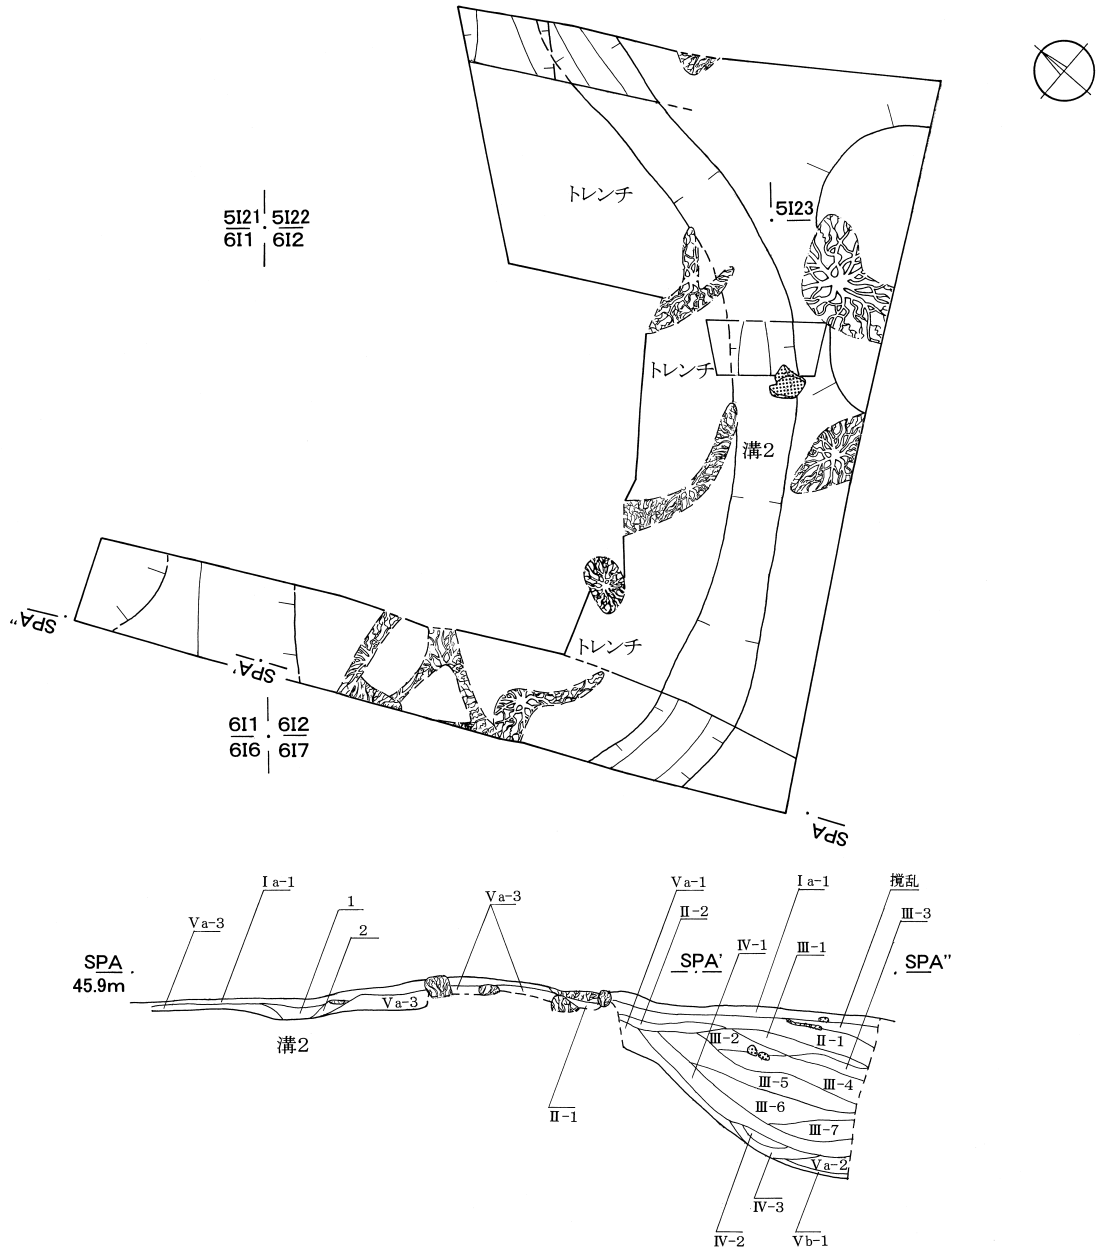 トレンチ
5I23
5I21 5I22
6I1 6I2
トレンチ
溝2
SPA''
トレンチ
SPA'
6I1 6I2
6I6 6I7
SPA
Ⅰa-1
Ⅴa-3
1
2
Ⅴa-3
Ⅴa-1
Ⅱ-2
Ⅳ-1
Ⅰa-1
Ⅲ-1
撹乱
Ⅲ-3
SPA
45.9m
SPA'
SPA''
Ⅴa-3
溝2
Ⅱ-1
Ⅲ-2
Ⅱ-1
Ⅲ-5
Ⅲ-4
Ⅲ-6
Ⅲ-7
Ⅴa-2
Ⅳ-3
Ⅳ-2
Ⅴb-1